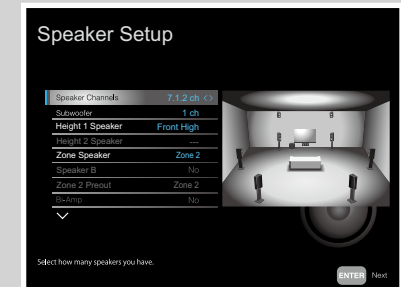 Speaker Setup
Speaker Channels 7.1.2 ch <>
Subwoofer 1 ch
Height 1 Speaker Front High
Height 2 Speaker ---
Zone Speaker Zone 2
Speaker B No
Zone 2 Preout Zone 2
Bi-Amp No
Select how many speakers you have.
ENTER Next